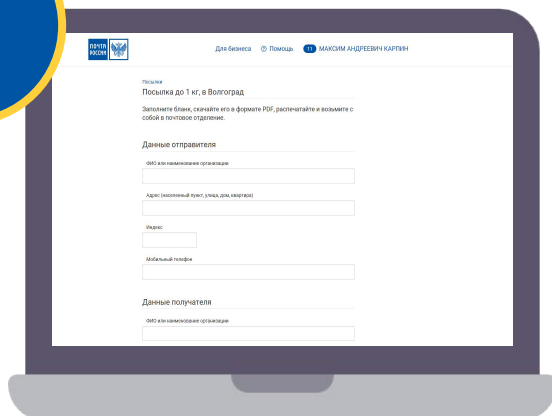 ПОЧТА
РОССИИ
Для бизнеса Помощь 11 МАКСИМ АНДРЕЕВИЧ КАРПИН
Посылки
Посылка до 1 кг, в Волгоград
Заполните бланк, скачайте его в формате PDF, распечатайте и возьмите с
собой в почтовое отделение.
Данные отправителя
ФИО или наименование организации
Адрес (населенный пункт, улица, дом, квартира)
Индекс
Мобильный телефон
Данные получателя
ФИО или наименование организации